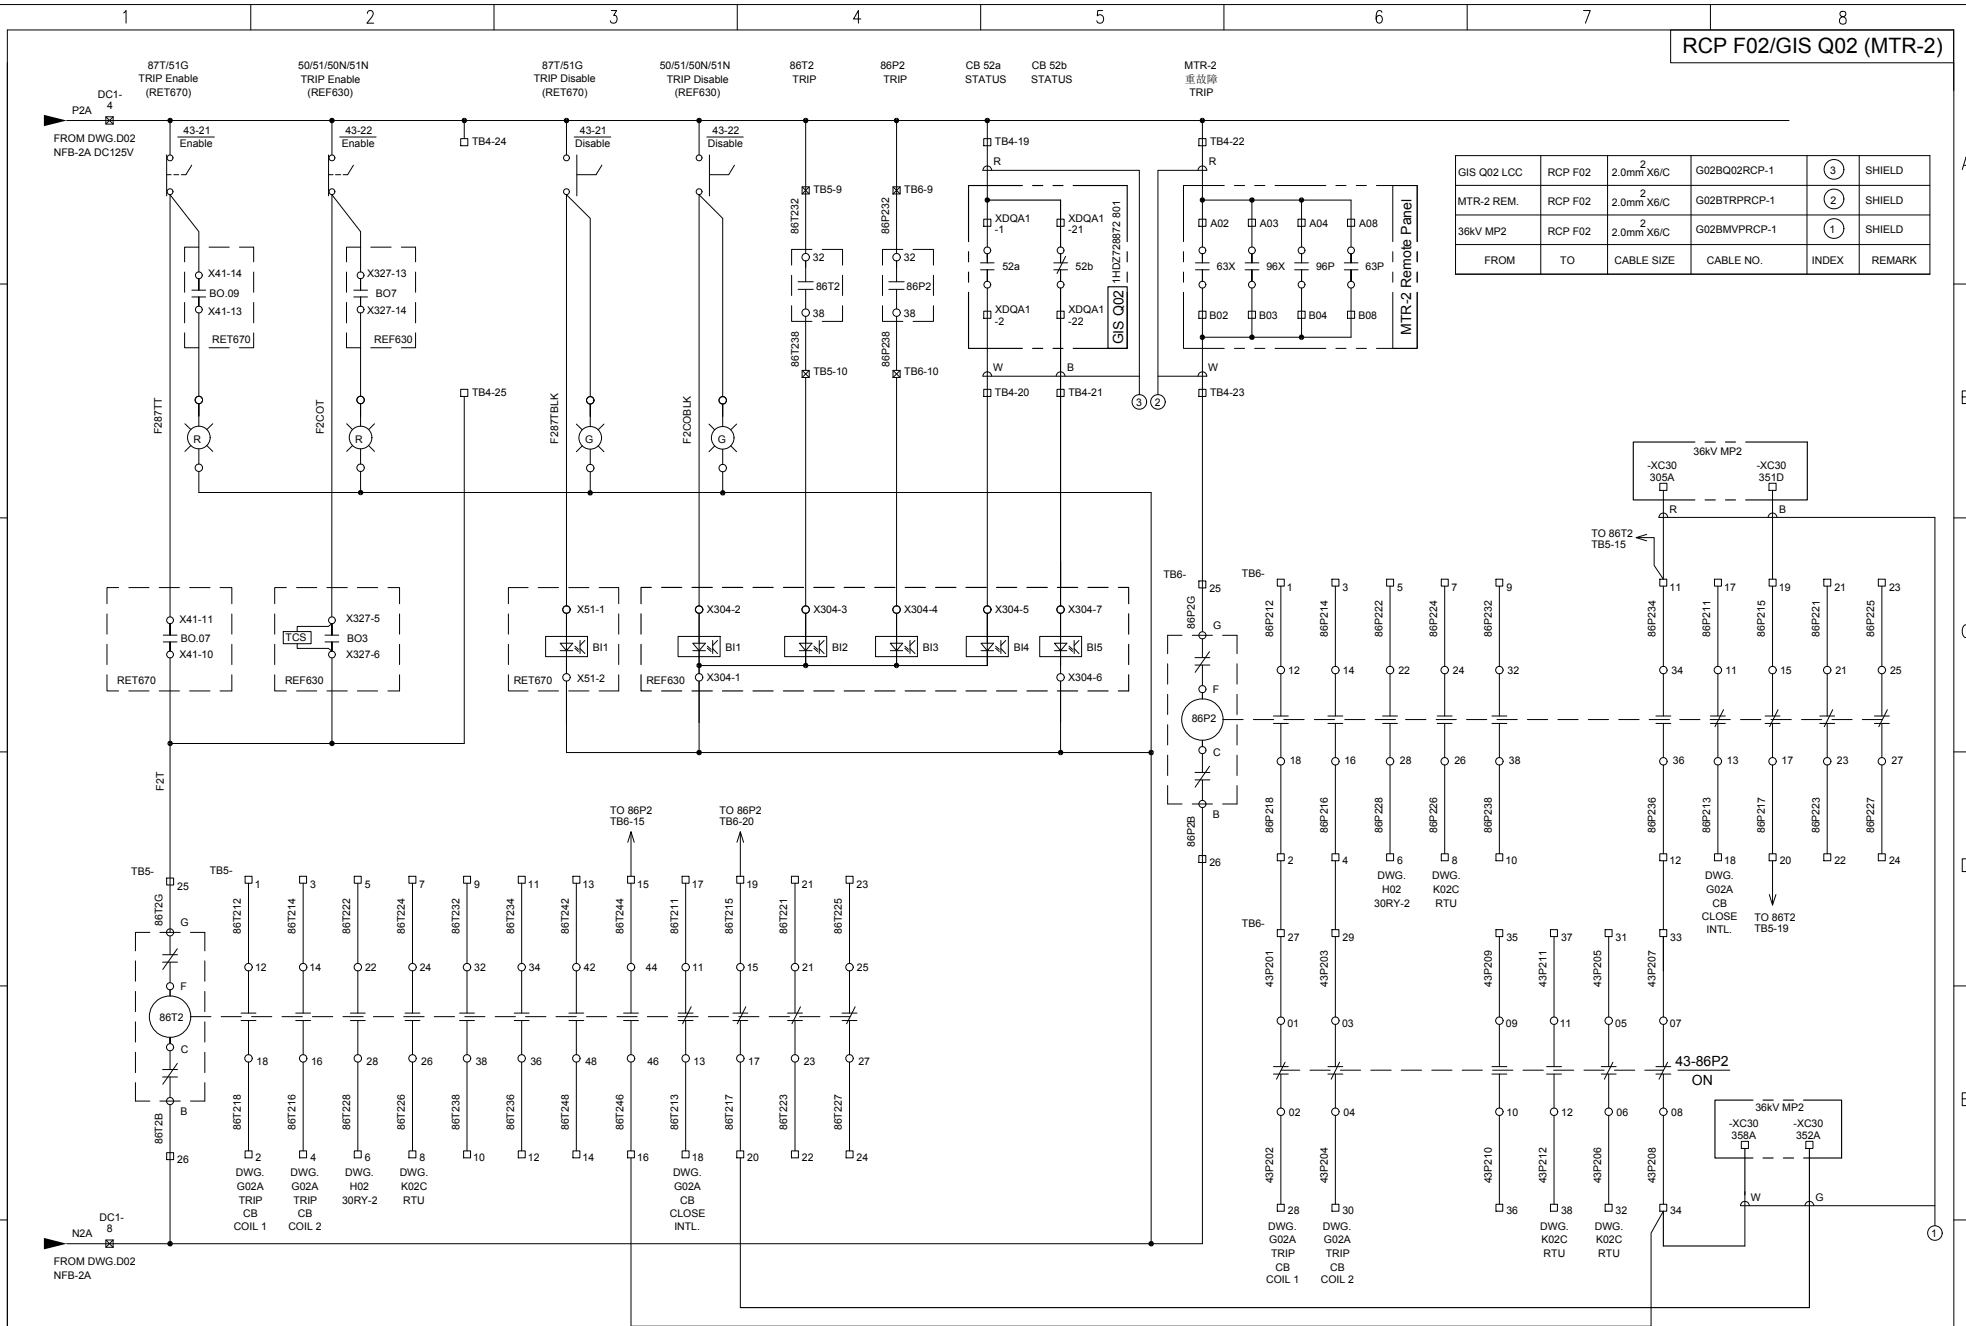 1 2 3 4 5 6 7 8
RCP F02/GIS Q02 (MTR-2)
87T/51G
TRIP Enable
(RET670)
50/51/50N/51N
TRIP Enable
(REF630)
87T/51G
TRIP Disable
(RET670)
50/51/50N/51N
TRIP Disable
(REF630)
86T2
TRIP
86P2
TRIP
CB 52a
STATUS
CB 52b
STATUS
MTR-2
重故障
TRIP
P2A
DC1-
4
FROM DWG.D02
NFB-2A DC125V
43-21
Enable
43-22
Enable
TB4-24
43-21
Disable
43-22
Disable
TB4-19
R
TB4-22
R
TB5-9
TB6-9
86T232
86P232
X41-14
BO.09
X41-13
RET670
X327-13
BO7
X327-14
REF630
32
86T2
38
32
86P2
38
86T238
86P238
TB5-10
TB6-10
XDQA1
-1
52a
XDQA1
-2
XDQA1
-21
52b
XDQA1
-22
GIS Q02
1HDZ728872 801
A02 A03 A04 A08
63X 96X 96P 63P
B02 B03 B04 B08
MTR-2 Remote Panel
GIS Q02 LCC RCP F02 2.0mm2 X6/C G02BQ02RCP-1 3 SHIELD
MTR-2 REM. RCP F02 2.0mm2 X6/C G02BTRPRCP-1 2 SHIELD
36kV MP2 RCP F02 2.0mm2 X6/C G02BMVPRCP-1 1 SHIELD
FROM TO CABLE SIZE CABLE NO. INDEX REMARK
A
B
C
D
E
W B W
TB4-25
TB4-20
TB4-21
3 2
TB4-23
F287TT
R
F2COT
R
F287TBLK
G
F2COBLK
G
36kV MP2
-XC30
305A
-XC30
351D
R B
TO 86T2
TB5-15
X41-11
BO.07
X41-10
RET670
TCS
X327-5
BO3
X327-6
REF630
X51-1
BI1
X51-2
RET670
X304-2
BI1
X304-1
REF630
X304-3
BI2
X304-4
BI3
X304-5
BI4
X304-7
BI5
X304-6
TB6-
25
86P2G
G
F
86P2
C
B
86P2B
26
TB6-
1 3 5 7 9 11 17 19 21 23
86P212 86P214 86P222 86P224 86P232 86P234 86P211 86P215 86P221 86P225
12 14 22 24 32 34 11 15 21 25
18 16 28 26 38 36 13 17 23 27
86P218 86P216 86P228 86P226 86P238 86P236 86P213 86P217 86P223 86P227
2 4 6 8 10 12 18 20 22 24
DWG.
H02
30RY-2
DWG.
K02C
RTU
DWG.
G02A
CB
CLOSE
INTL.
TO 86T2
TB5-19
F2T
TO 86P2
TB6-15
TO 86P2
TB6-20
TB5-
25
86T2G
G
F
86T2
C
B
86T2B
26
TB5-
1 3 5 7 9 11 13 15 17 19 21 23
86T212 86T214 86T222 86T224 86T232 86T234 86T242 86T244 86T211 86T215 86T221 86T225
12 14 22 24 32 34 42 44 11 15 21 25
18 16 28 26 38 36 48 46 13 17 23 27
86T218 86T216 86T228 86T226 86T238 86T236 86T248 86T246 86T213 86T217 86T223 86T227
2 4 6 8 10 12 14 16 18 20 22 24
DWG.
G02A
TRIP
CB
COIL 1
DWG.
G02A
TRIP
CB
COIL 2
DWG.
H02
30RY-2
DWG.
K02C
RTU
DWG.
G02A
CB
CLOSE
INTL.
TB6-
27 29 35 37 31 33
43P201 43P203 43P209 43P211 43P205 43P207
01 03 09 11 05 07
43-86P2
ON
02 04 10 12 06 08
43P202 43P204 43P210 43P212 43P206 43P208
28 30 36 38 32 34
DWG.
G02A
TRIP
CB
COIL 1
DWG.
G02A
TRIP
CB
COIL 2
DWG.
K02C
RTU
DWG.
K02C
RTU
36kV MP2
-XC30
358A
-XC30
352A
W G
1
N2A
DC1-
8
FROM DWG.D02
NFB-2A